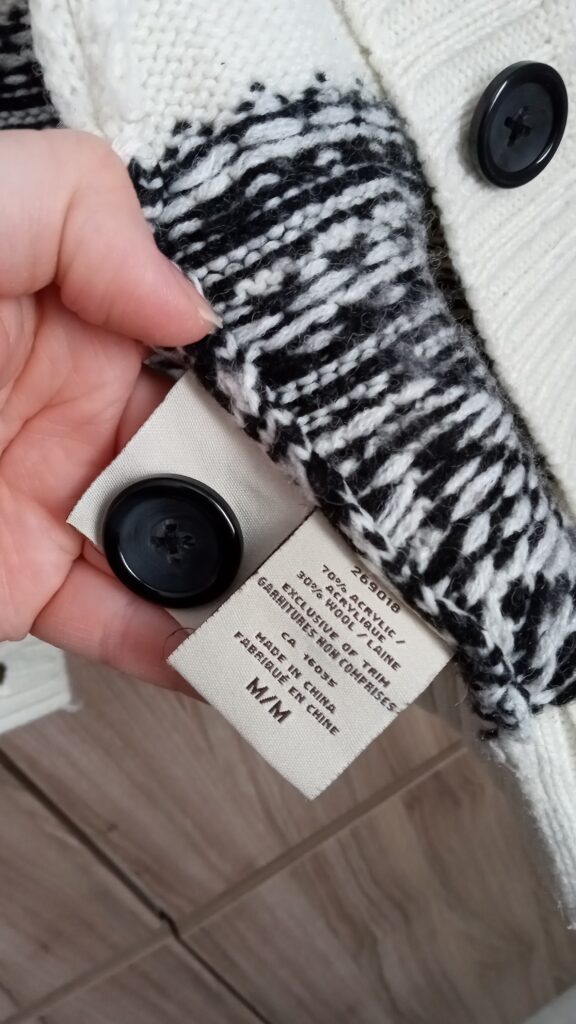 269018
70% ACRYLIC /
ACRYLIQUE /
30% WOOL / LAINE
EXCLUSIVE OF TRIM
GARNITURES NON COMPRISES
CA 16035
MADE IN CHINA
FABRIQUÉ EN CHINE
M/M